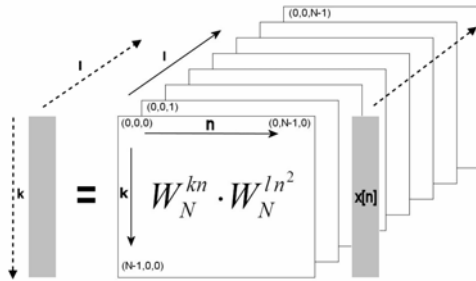 (0,0,N-1)
l
l
(0,0,1)
(0,0,0) (0,N-1,0)
n
k
k
=
W_N^{kn} · W_N^{ln^2}
x[n]
(N-1,0,0)